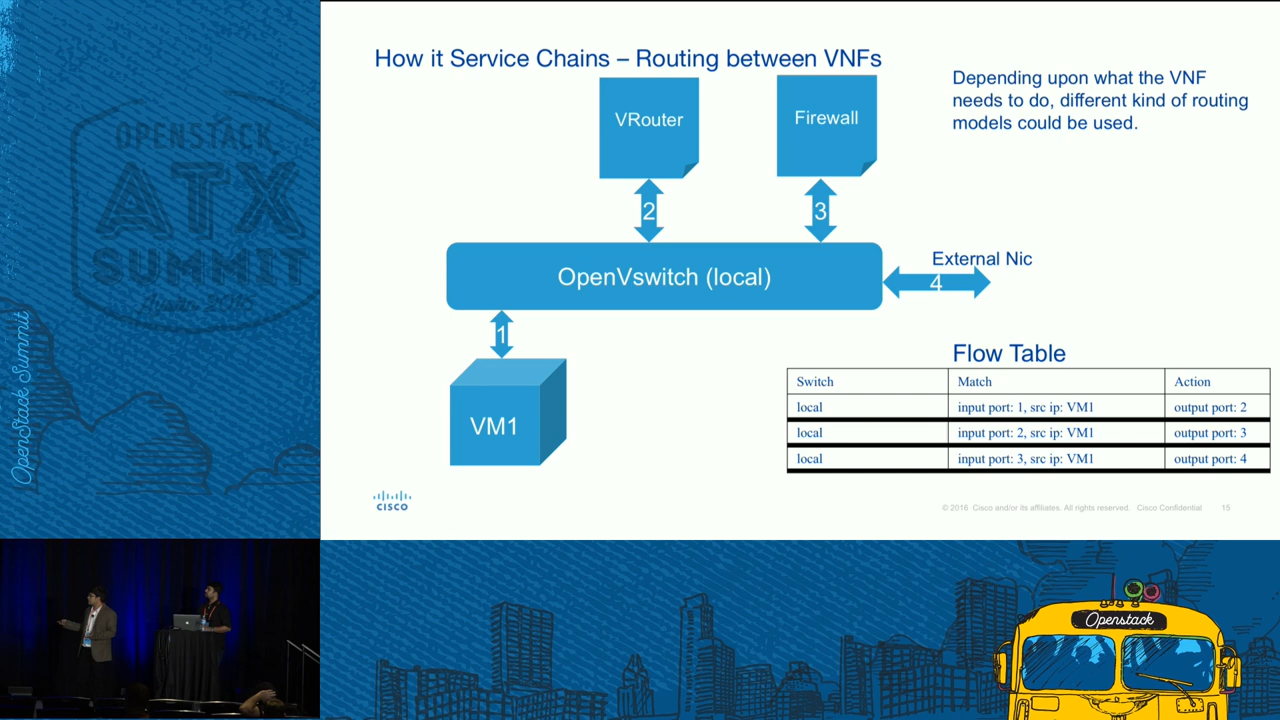 OPENSTACK
ATX
SUMMIT
OpenStack Summit
How it Service Chains – Routing between VNFs
Depending upon what the VNF
needs to do, different kind of routing
models could be used.
VRouter
Firewall
2
3
External Nic
OpenVswitch (local)
4
1
VM1
Flow Table
Switch Match Action
local input port: 1, src ip: VM1 output port: 2
local input port: 2, src ip: VM1 output port: 3
local input port: 3, src ip: VM1 output port: 4
CISCO
© 2016 Cisco and/or its affiliates. All rights reserved. Cisco Confidential 15
Openstack